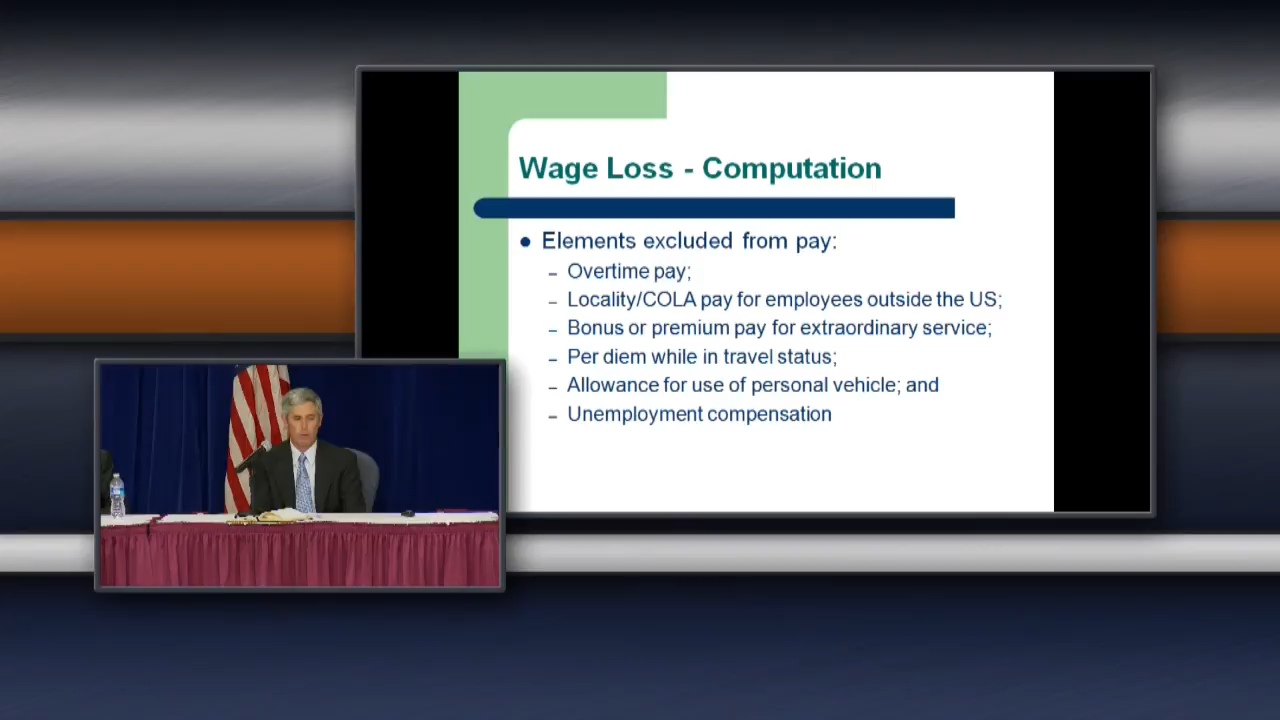 Wage Loss - Computation
● Elements excluded from pay:
– Overtime pay;
– Locality/COLA pay for employees outside the US;
– Bonus or premium pay for extraordinary service;
– Per diem while in travel status;
– Allowance for use of personal vehicle; and
– Unemployment compensation